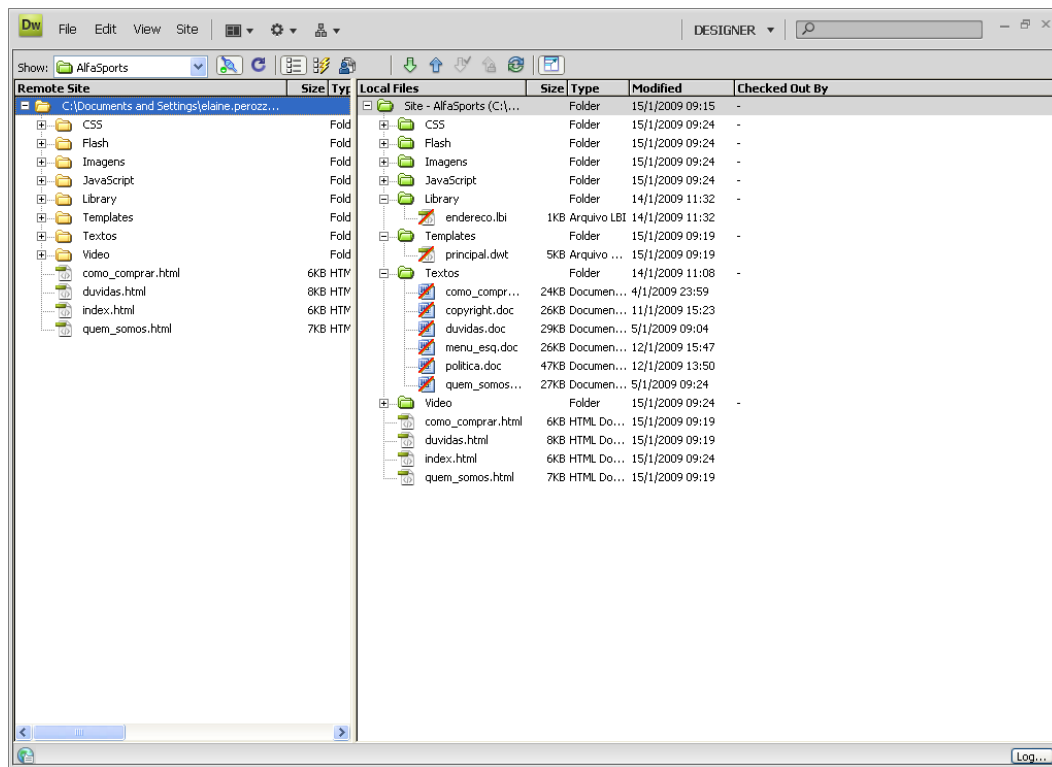 Dw File Edit View Site DESIGNER
Show: AlfaSports
Remote Site Size Typ
C:\Documents and Settings\elaine.perozz...
CSS Fold
Flash Fold
Imagens Fold
JavaScript Fold
Library Fold
Templates Fold
Textos Fold
Video Fold
como_comprar.html 6KB HTM
duvidas.html 8KB HTM
index.html 6KB HTM
quem_somos.html 7KB HTM
Local Files Size Type Modified Checked Out By
Site - AlfaSports (C:\... Folder 15/1/2009 09:15 -
CSS Folder 15/1/2009 09:24 -
Flash Folder 15/1/2009 09:24 -
Imagens Folder 15/1/2009 09:24 -
JavaScript Folder 15/1/2009 09:24 -
Library Folder 14/1/2009 11:32 -
endereco.lbi 1KB Arquivo LBI 14/1/2009 11:32
Templates Folder 15/1/2009 09:19 -
principal.dwt 5KB Arquivo ... 15/1/2009 09:19
Textos Folder 14/1/2009 11:08 -
como_compr... 24KB Documen... 4/1/2009 23:59
copyright.doc 26KB Documen... 11/1/2009 15:23
duvidas.doc 29KB Documen... 5/1/2009 09:04
menu_esq.doc 26KB Documen... 12/1/2009 15:47
politica.doc 47KB Documen... 12/1/2009 13:50
quem_somos... 27KB Documen... 5/1/2009 09:24
Video Folder 15/1/2009 09:24 -
como_comprar.html 6KB HTML Do... 15/1/2009 09:19
duvidas.html 8KB HTML Do... 15/1/2009 09:19
index.html 6KB HTML Do... 15/1/2009 09:24
quem_somos.html 7KB HTML Do... 15/1/2009 09:19
Log...